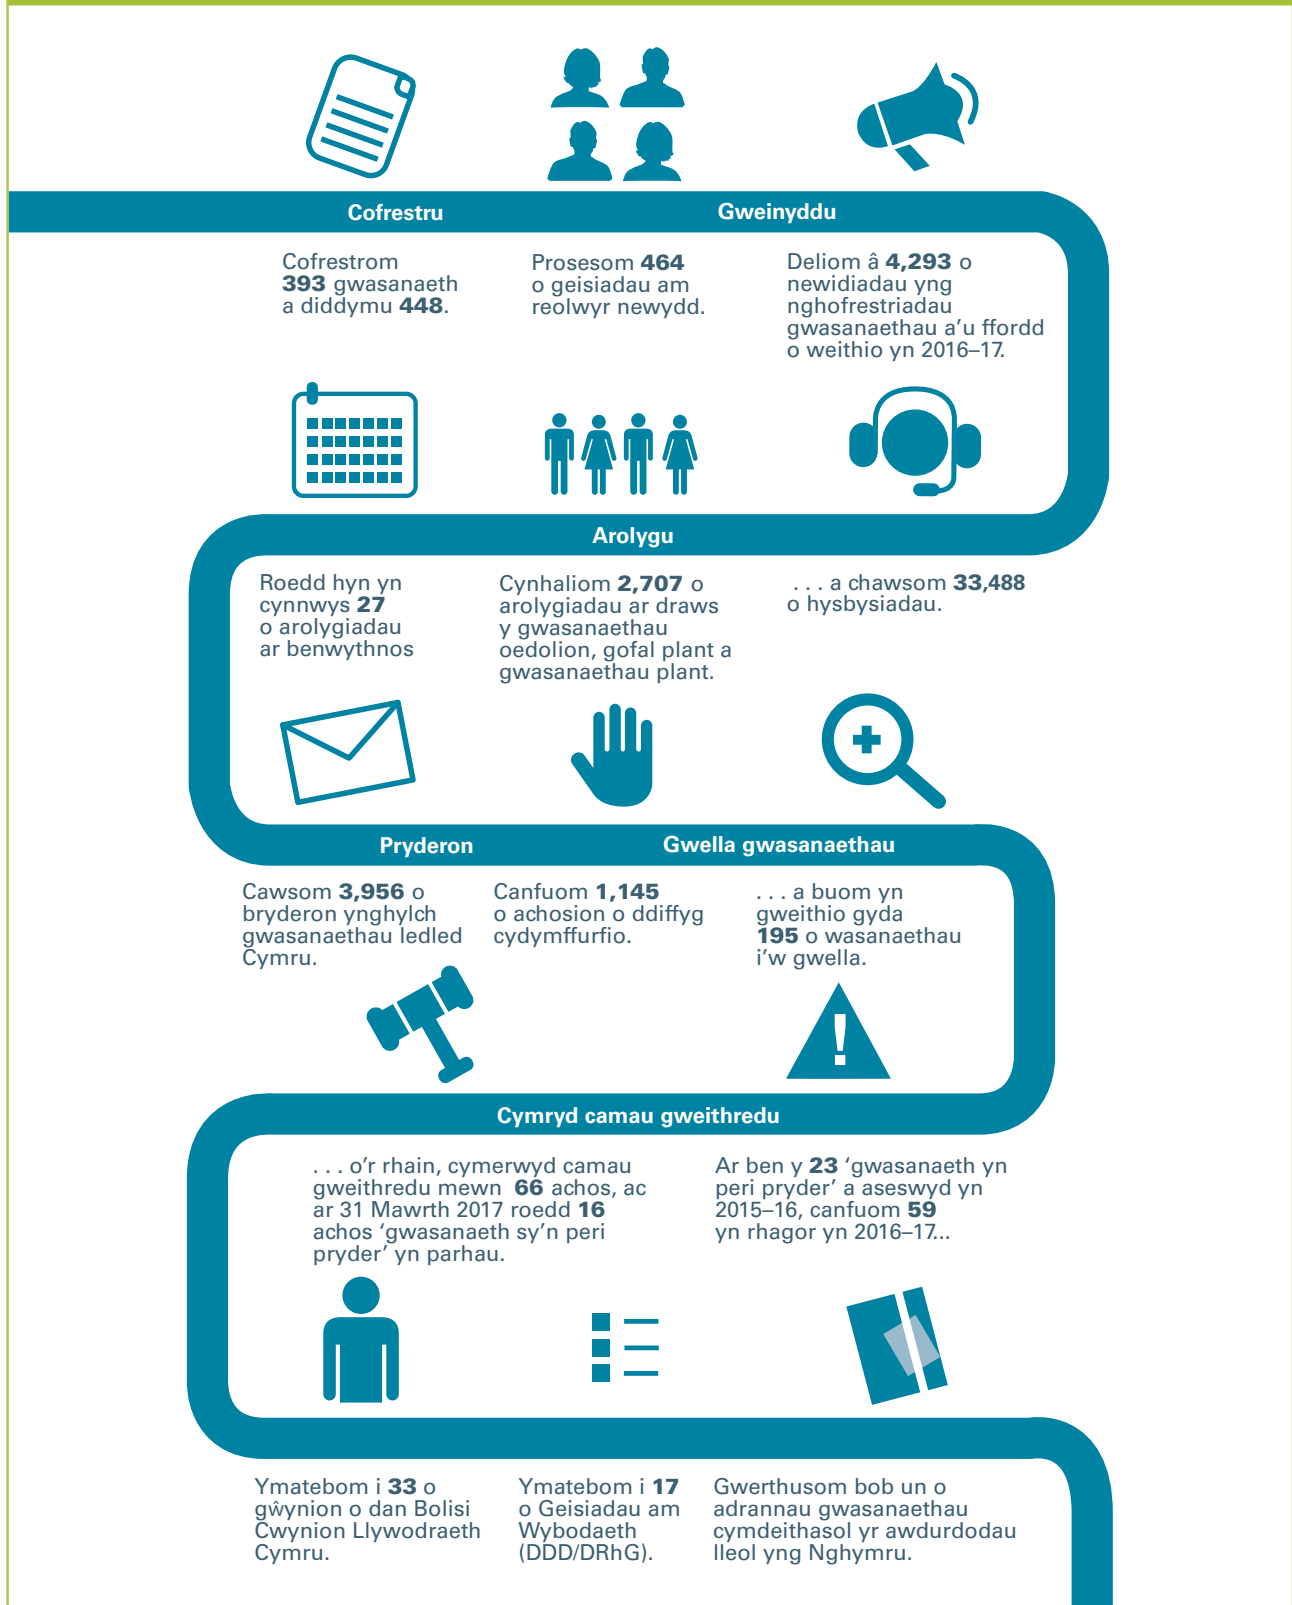 Cofrestru
Gweinyddu
Cofrestrom
393 gwasanaeth
a diddymu 448.
Prosesom 464
o geisiadau am
reolwyr newydd.
Deliom â 4,293 o
newidiadau yng
nghofrestriadau
gwasanaethau a’u ffordd
o weithio yn 2016–17.
Arolygu
Roedd hyn yn
cynnwys 27
o arolygiadau
ar benwythnos
Cynhaliom 2,707 o
arolygiadau ar draws
y gwasanaethau
oedolion, gofal plant a
gwasanaethau plant.
. . . a chawsom 33,488
o hysbysiadau.
Pryderon
Gwella gwasanaethau
Cawsom 3,956 o
bryderon ynghylch
gwasanaethau ledled
Cymru.
Canfuom 1,145
o achosion o ddiffyg
cydymffurfio.
. . . a buom yn
gweithio gyda
195 o wasanaethau
i’w gwella.
!
Cymryd camau gweithredu
. . . o’r rhain, cymerwyd camau
gweithredu mewn 66 achos, ac
ar 31 Mawrth 2017 roedd 16
achos ‘gwasanaeth sy’n peri
pryder’ yn parhau.
Ar ben y 23 ‘gwasanaeth yn
peri pryder’ a aseswyd yn
2015–16, canfuom 59
yn rhagor yn 2016–17...
Ymatebom i 33 o
gŵynion o dan Bolisi
Cwynion Llywodraeth
Cymru.
Ymatebom i 17
o Geisiadau am
Wybodaeth
(DDD/DRhG).
Gwerthusom bob un o
adrannau gwasanaethau
cymdeithasol yr awdurdodau
lleol yng Nghymru.